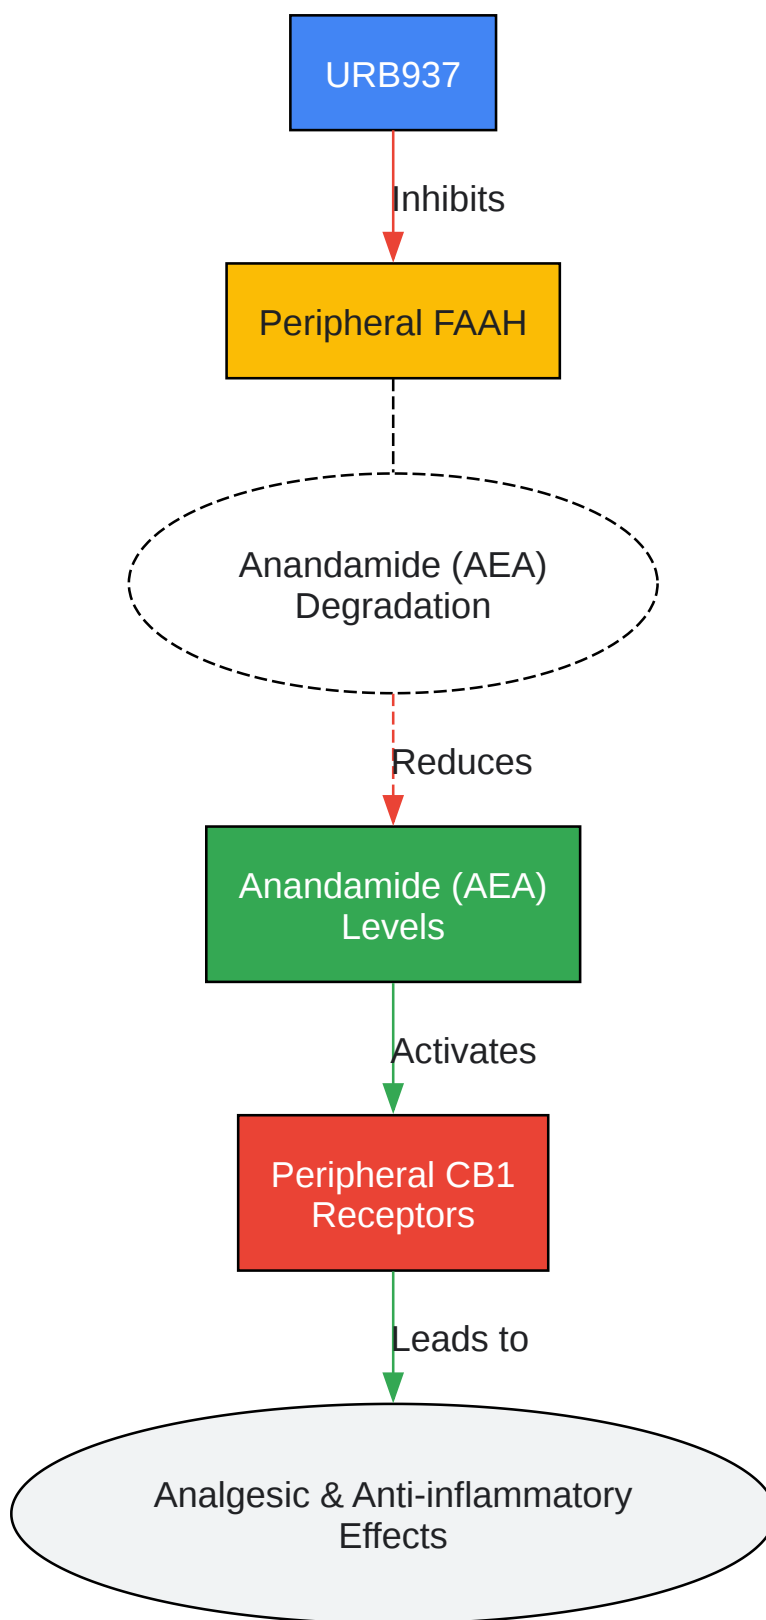 URB937
Inhibits
Peripheral FAAH
Anandamide (AEA)
Degradation
Reduces
Anandamide (AEA)
Levels
Activates
Peripheral CB1
Receptors
Leads to
Analgesic & Anti-inflammatory
Effects